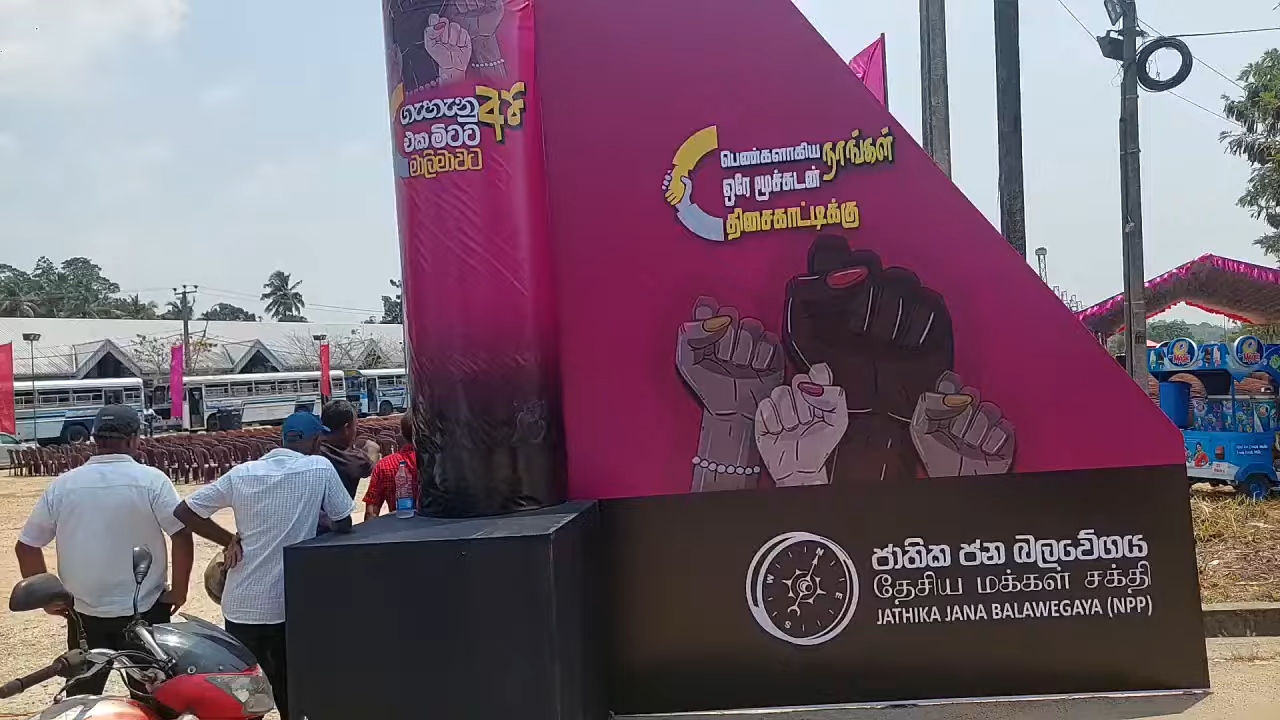 ගැහැනු අපි
එක මිටට
මාලිමාවට
பெண்களாகிய நாங்கள்
ஒரே மூச்சுடன்
திசைகாட்டிக்கு
N
W
E
S
ජාතික ජන බලවේගය
தேசிய மக்கள் சக்தி
JATHIKA JANA BALAWEGAYA (NPP)